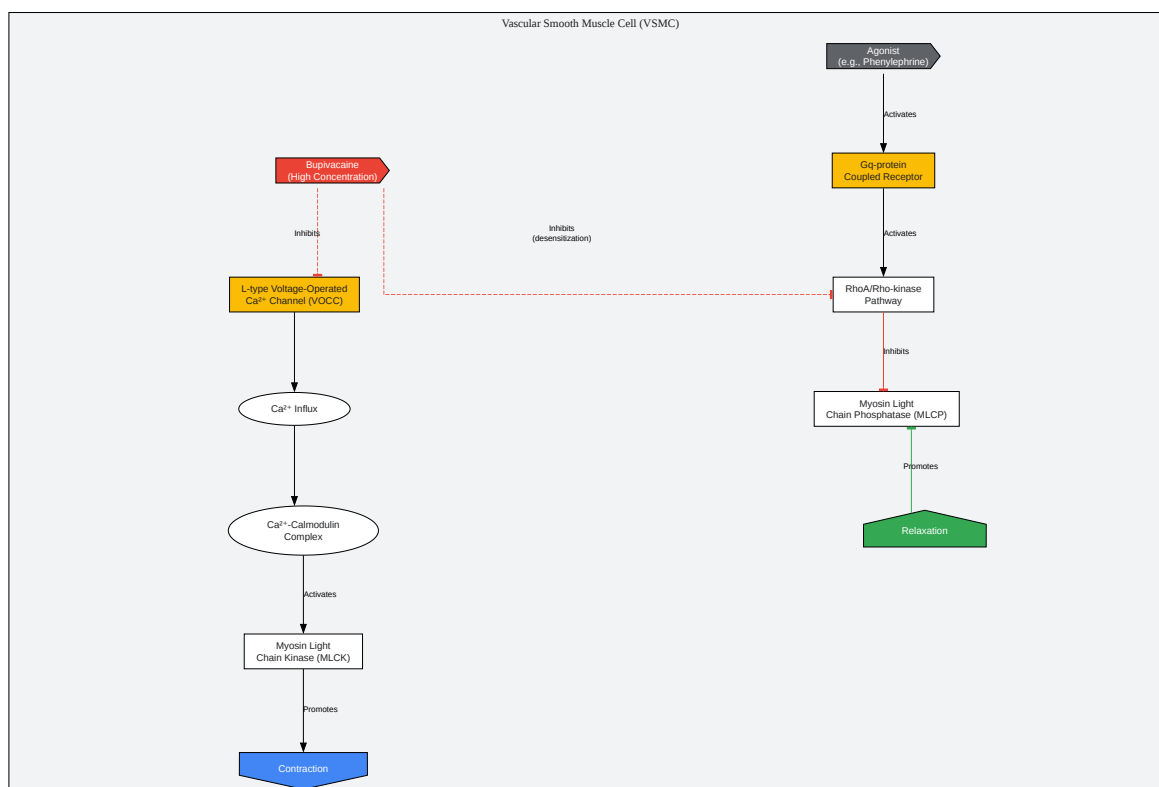 Vascular Smooth Muscle Cell (VSMC)
Agonist
(e.g., Phenylephrine)
Activates
Bupivacaine
(High Concentration)
Gq-protein
Coupled Receptor
Inhibits
Inhibits
(desensitization)
Activates
L-type Voltage-Operated
Ca²⁺ Channel (VOCC)
RhoA/Rho-kinase
Pathway
Inhibits
Ca²⁺ Influx
Myosin Light
Chain Phosphatase (MLCP)
Promotes
Ca²⁺-Calmodulin
Complex
Relaxation
Activates
Myosin Light
Chain Kinase (MLCK)
Promotes
Contraction